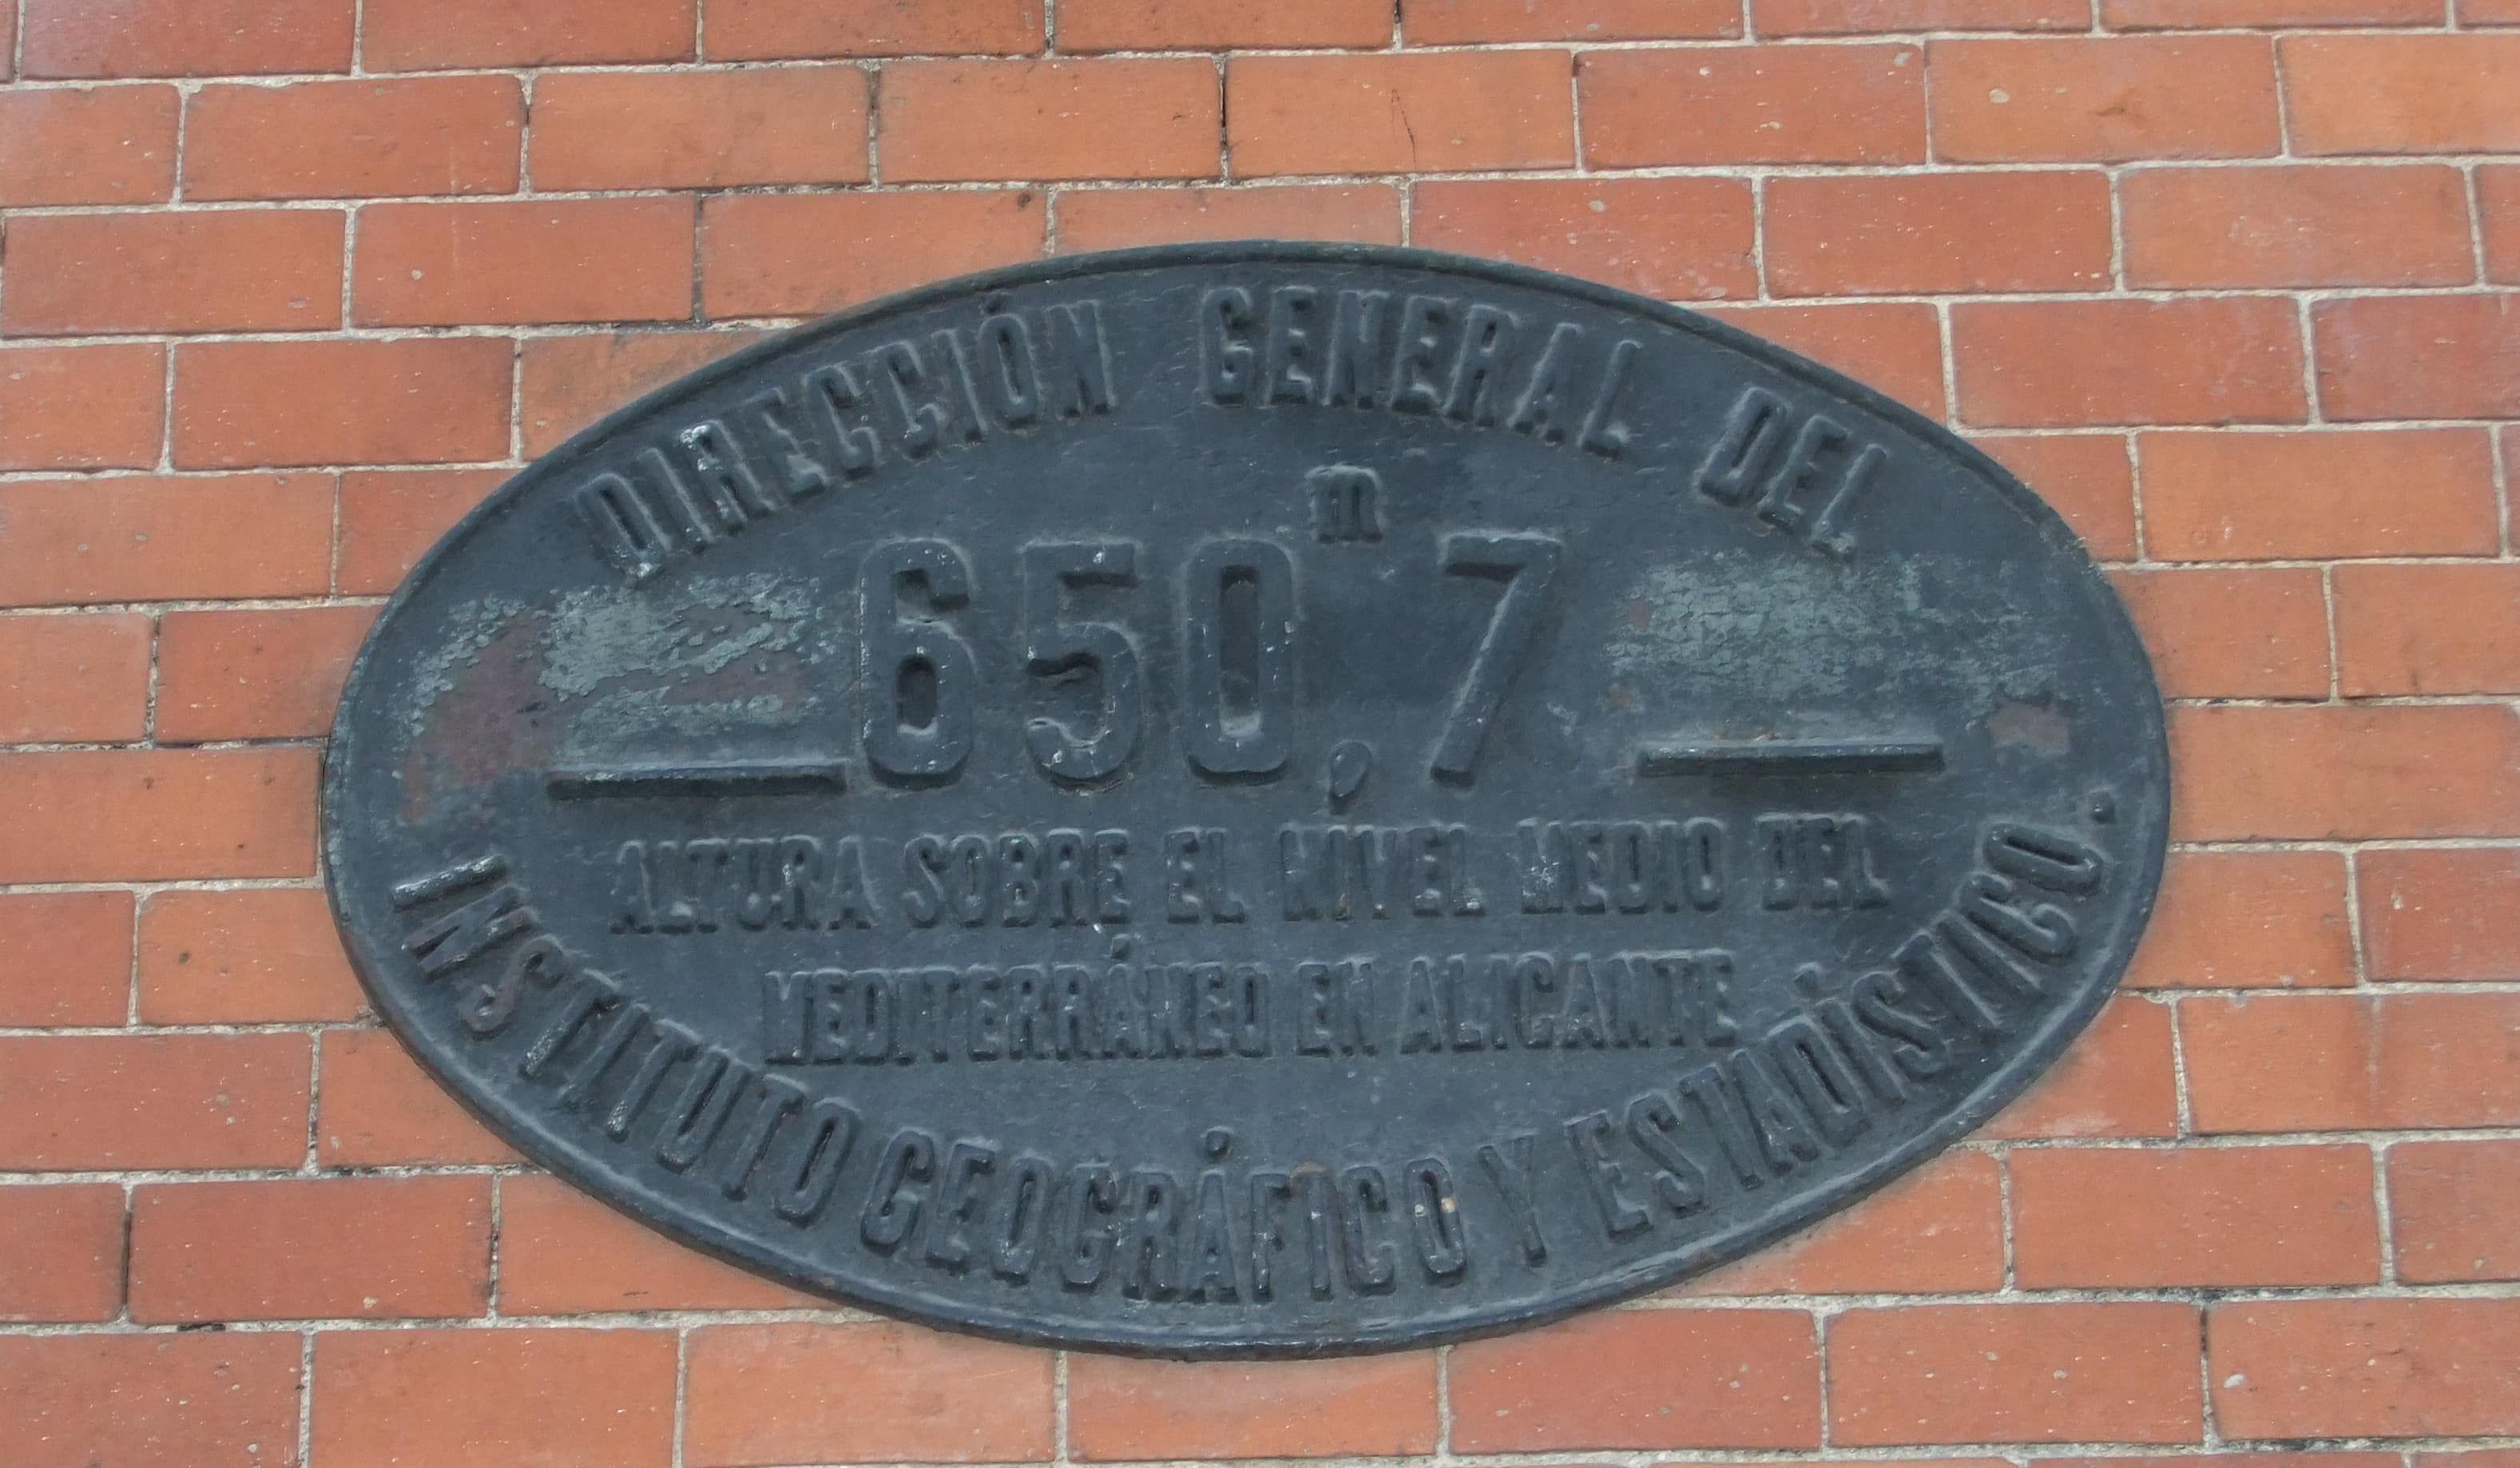 DIRECCIÓN GENERAL DEL
650,7 m
ALTURA SOBRE EL NIVEL MEDIO DEL
MEDITERRÁNEO EN ALICANTE
INSTITUTO GEOGRÁFICO Y ESTADÍSTICO.